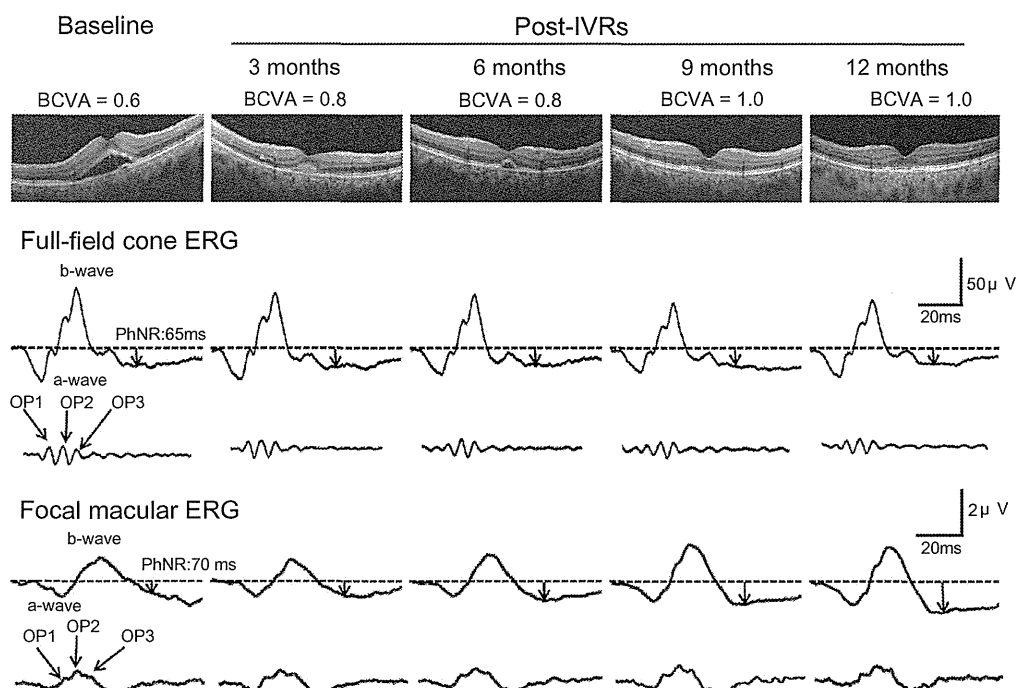 Baseline
Post-IVRs
3 months
6 months
9 months
12 months
BCVA = 0.6
BCVA = 0.8
BCVA = 0.8
BCVA = 1.0
BCVA = 1.0
Full-field cone ERG
b-wave
50μ V
20ms
PhNR:65ms
a-wave
OP1
OP2
OP3
Focal macular ERG
b-wave
2μ V
20ms
PhNR:70 ms
a-wave
OP1
OP2
OP3